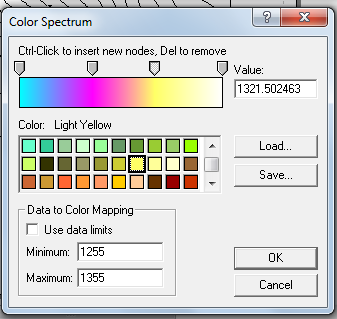 Color Spectrum
?
Ctrl-Click to insert new nodes, Del to remove
Value:
1321.502463
Color: Light Yellow
Load...
Save...
Data to Color Mapping
Use data limits
Minimum: 1255
Maximum: 1355
OK
Cancel